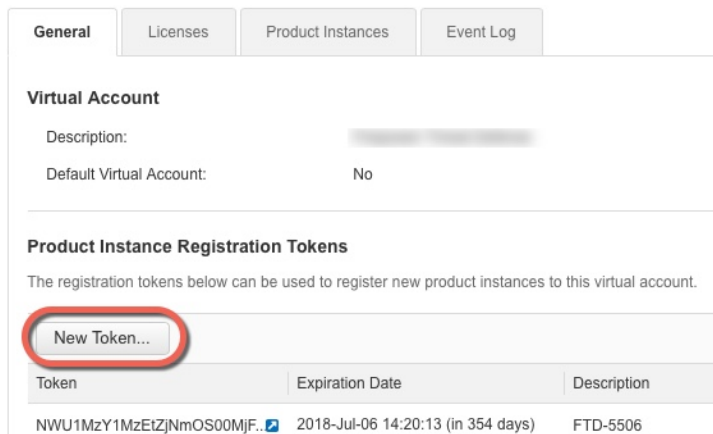 General Licenses Product Instances Event Log
Virtual Account
Description:
Default Virtual Account: No
Product Instance Registration Tokens
The registration tokens below can be used to register new product instances to this virtual account.
New Token...
Token Expiration Date Description
NWU1MzY1MzEtZjNmOS00MjF.. 2018-Jul-06 14:20:13 (in 354 days) FTD-5506